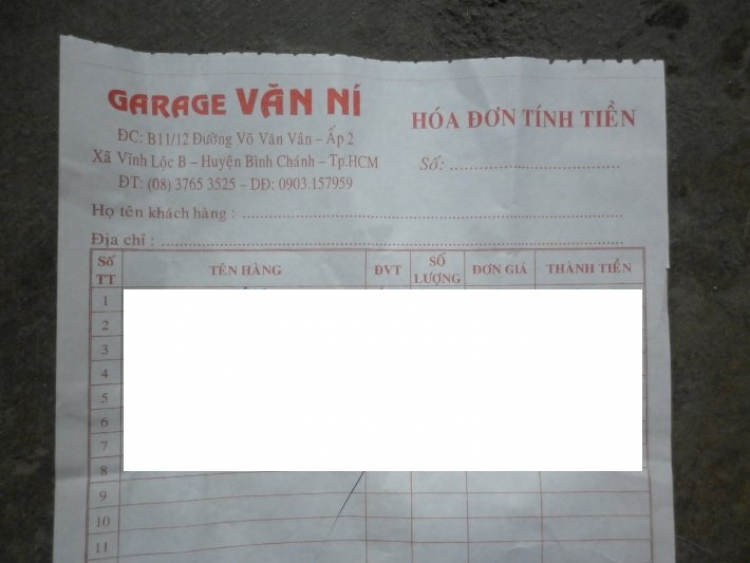 GARAGE VĂN NÍ
HÓA ĐƠN TÍNH TIỀN
ĐC: B11/12 Đường Võ Văn Vân – Ấp 2
Xã Vĩnh Lộc B – Huyện Bình Chánh – Tp.HCM
Số: ........................................
ĐT: (08) 3765 3525 – DĐ: 0903.157959
Họ tên khách hàng : ........................................
Địa chỉ : ........................................
Số TT TÊN HÀNG ĐVT SỐ LƯỢNG ĐƠN GIÁ THÀNH TIỀN
1
2
3
4
5
6
7
8
9
10
11